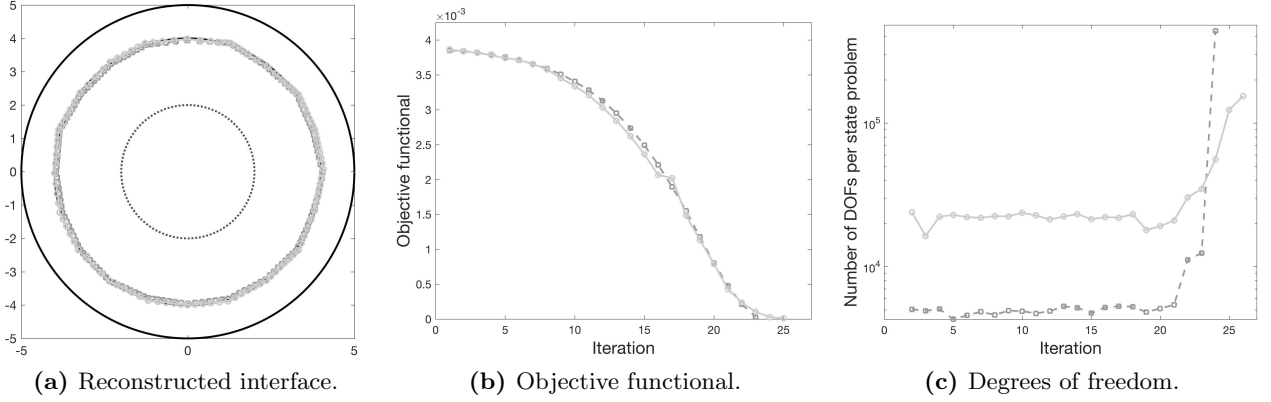 5
4
3
2
1
0
-1
-2
-3
-4
-5
-5 0 5
(a) Reconstructed interface.
×10⁻³
4
3.5
3
2.5
2
1.5
1
0.5
0
Objective functional
0 5 10 15 20 25
Iteration
(b) Objective functional.
10⁵
10⁴
Number of DOFs per state problem
0 5 10 15 20 25
Iteration
(c) Degrees of freedom.